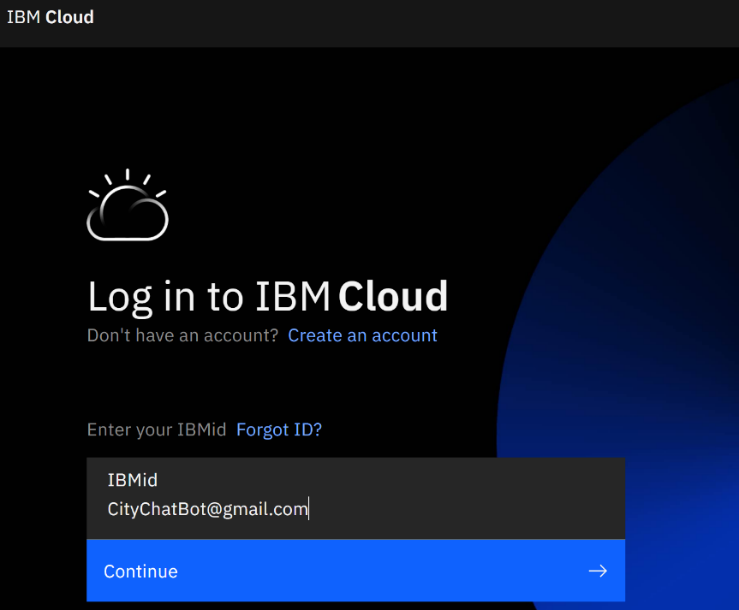 IBM Cloud
Log in to IBM Cloud
Don't have an account? Create an account
Enter your IBMid Forgot ID?
IBMid
CityChatBot@gmail.com
Continue